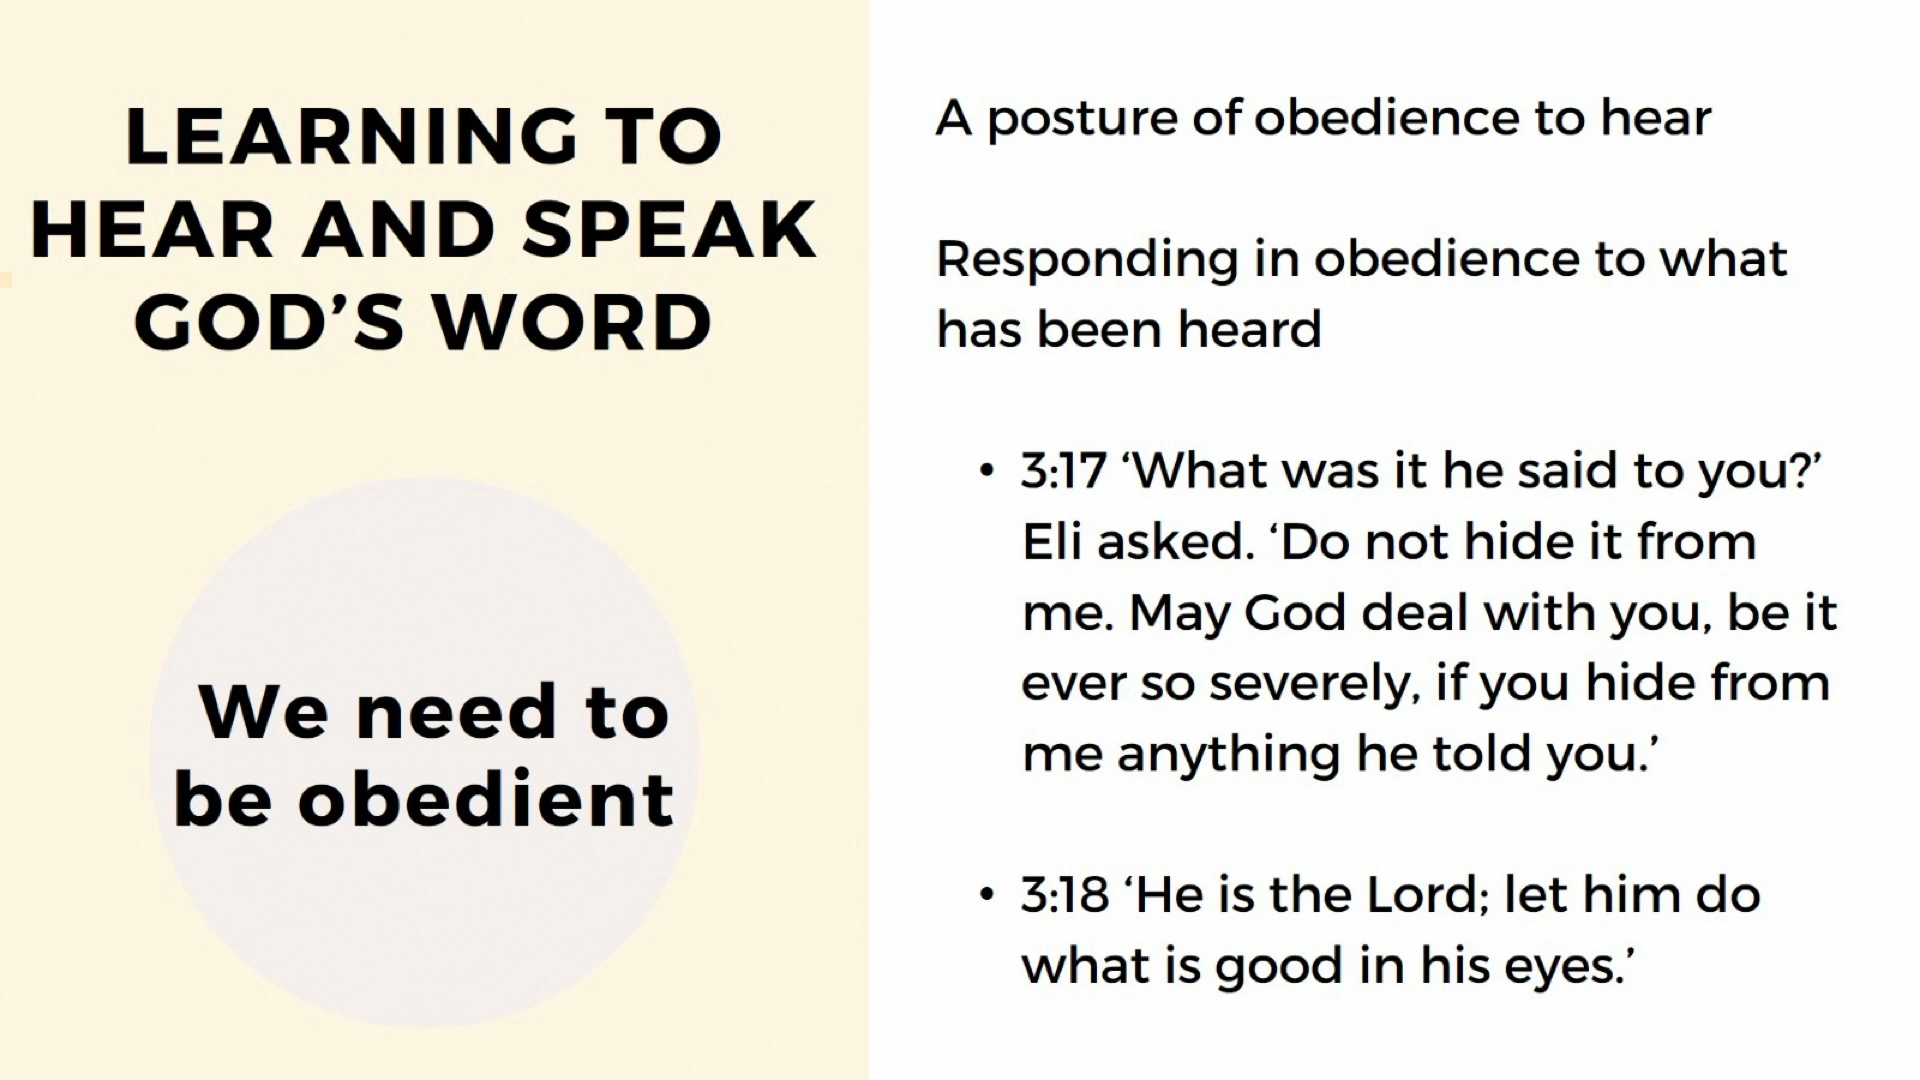 LEARNING TO
HEAR AND SPEAK
GOD’S WORD
We need to
be obedient
A posture of obedience to hear
Responding in obedience to what
has been heard
• 3:17 ‘What was it he said to you?’
Eli asked. ‘Do not hide it from
me. May God deal with you, be it
ever so severely, if you hide from
me anything he told you.’
• 3:18 ‘He is the Lord; let him do
what is good in his eyes.’